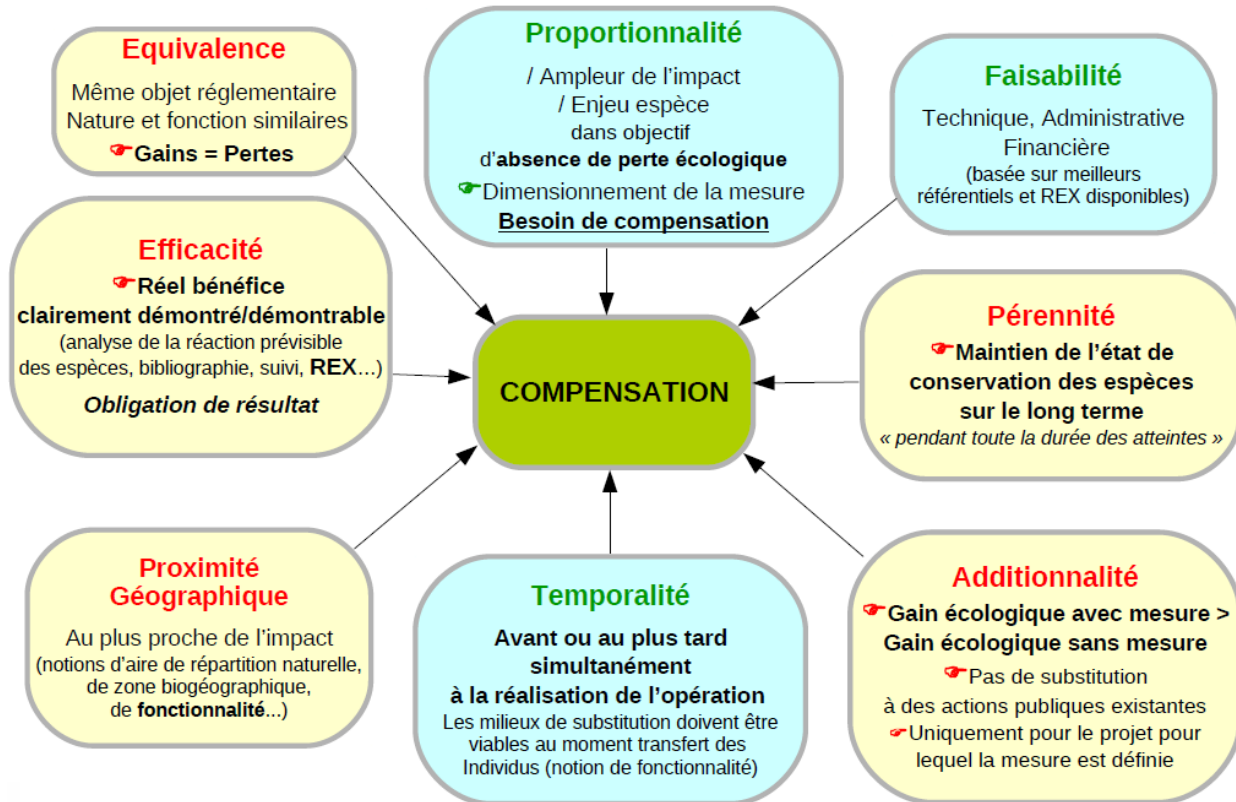 Equivalence
Même objet réglementaire
Nature et fonction similaires
☞Gains = Pertes
Proportionnalité
/ Ampleur de l’impact
/ Enjeu espèce
dans objectif
d’absence de perte écologique
☞Dimensionnement de la mesure
Besoin de compensation
Faisabilité
Technique, Administrative
Financière
(basée sur meilleurs
référentiels et REX disponibles)
Efficacité
☞Réel bénéfice
clairement démontré/démontrable
(analyse de la réaction prévisible
des espèces, bibliographie, suivi, REX…)
Obligation de résultat
COMPENSATION
Pérennité
☞Maintien de l’état de
conservation des espèces
sur le long terme
« pendant toute la durée des atteintes »
Proximité
Géographique
Au plus proche de l’impact
(notions d’aire de répartition naturelle,
de zone biogéographique,
de fonctionnalité...)
Temporalité
Avant ou au plus tard
simultanément
à la réalisation de l’opération
Les milieux de substitution doivent être
viables au moment transfert des
Individus (notion de fonctionnalité)
Additionnalité
☞Gain écologique avec mesure >
Gain écologique sans mesure
☞Pas de substitution
à des actions publiques existantes
☞Uniquement pour le projet pour
lequel la mesure est définie